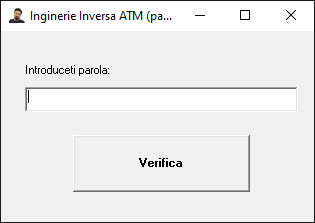 Inginerie Inversa ATM (pa...
Introduceti parola:
Verifica